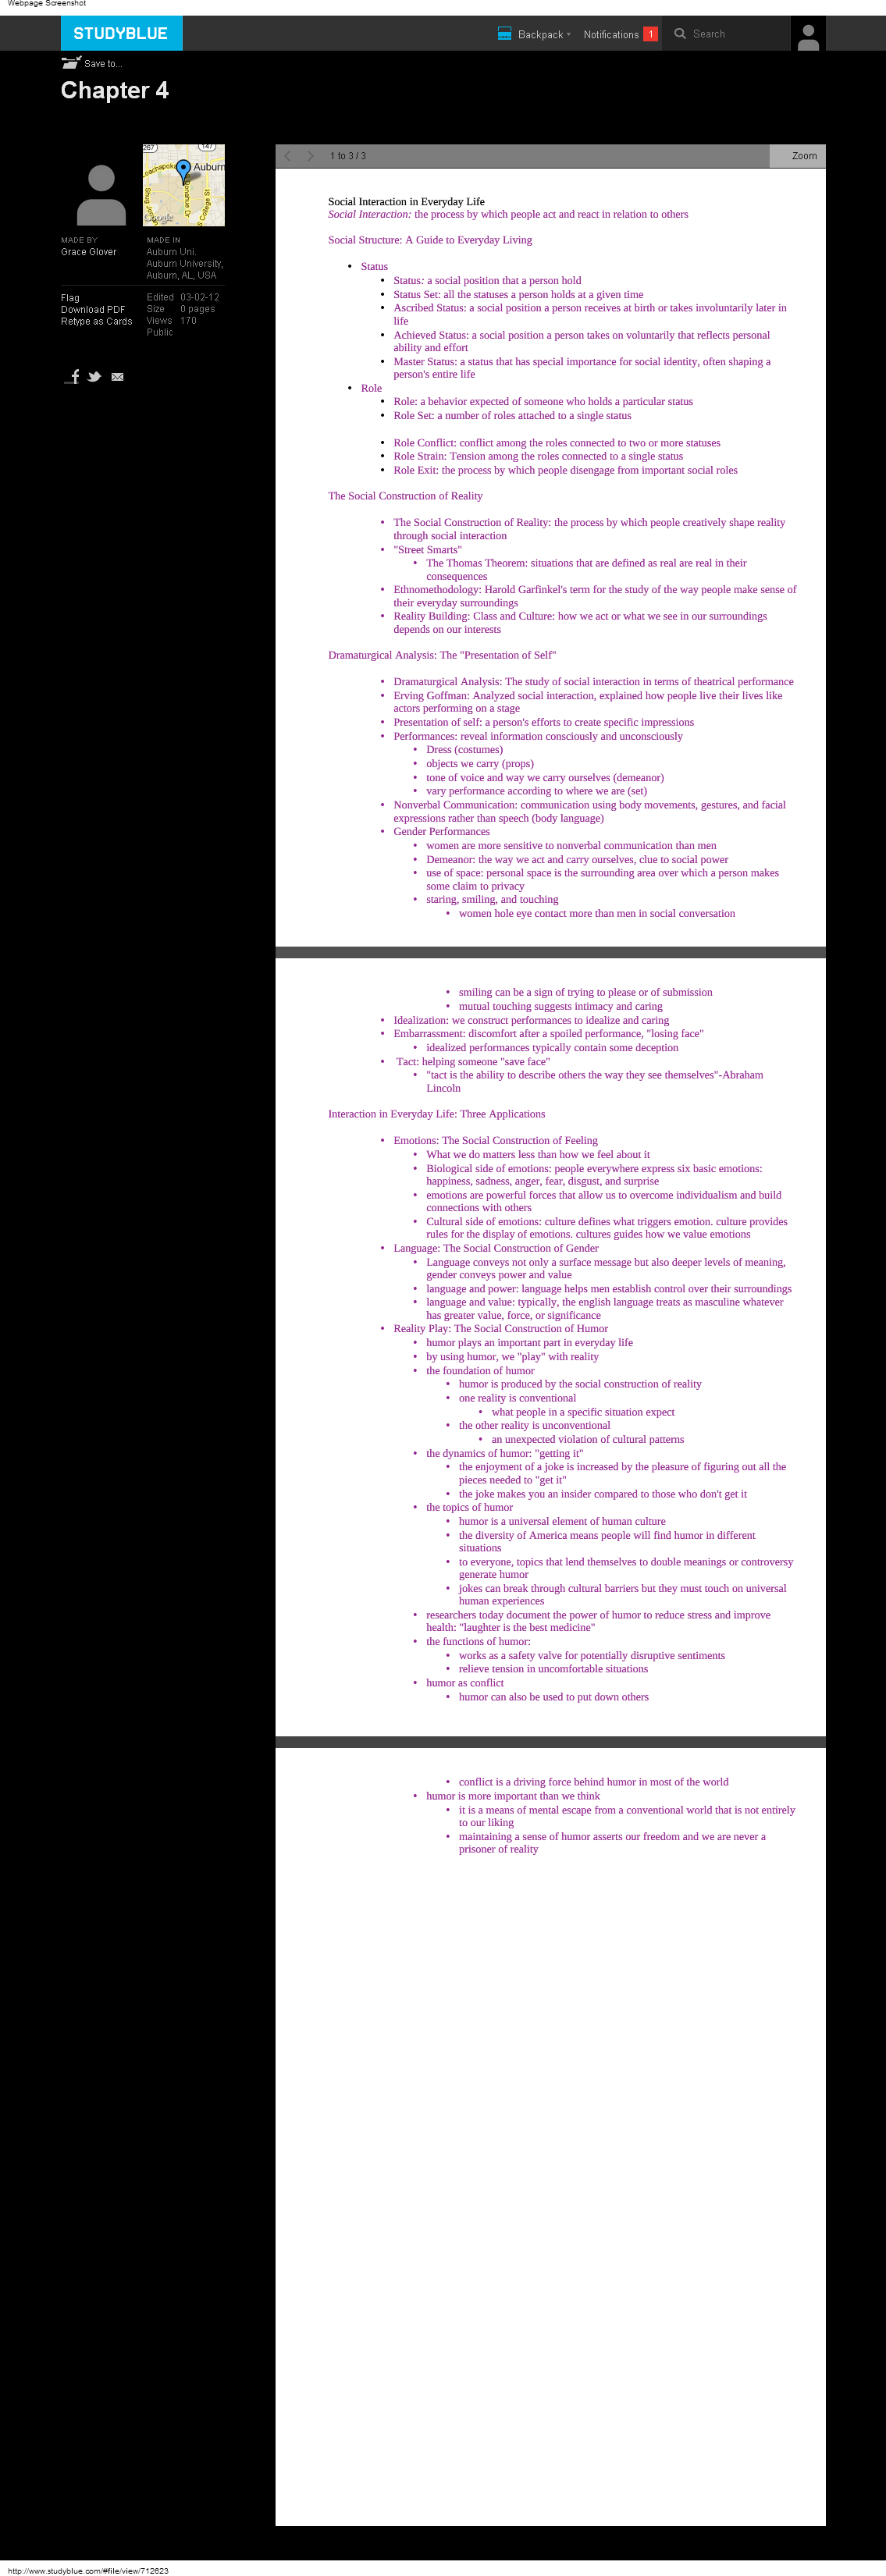 Webpage Screenshot
STUDYBLUE
Backpack
Notifications 1
Search
Save to...
Chapter 4
1 to 3 / 3
Zoom
267
147
Auburn
Google
S College St
MADE BY
Grace Glover
MADE IN
Auburn Uni.
Auburn University,
Auburn, AL, USA
Flag
Download PDF
Retype as Cards
Edited 03-02-12
Size 0 pages
Views 170
Public
Social Interaction in Everyday Life
Social Interaction: the process by which people act and react in relation to others
Social Structure: A Guide to Everyday Living
• Status
• Status: a social position that a person hold
• Status Set: all the statuses a person holds at a given time
• Ascribed Status: a social position a person receives at birth or takes involuntarily later in
life
• Achieved Status: a social position a person takes on voluntarily that reflects personal
ability and effort
• Master Status: a status that has special importance for social identity, often shaping a
person's entire life
• Role
• Role: a behavior expected of someone who holds a particular status
• Role Set: a number of roles attached to a single status
• Role Conflict: conflict among the roles connected to two or more statuses
• Role Strain: Tension among the roles connected to a single status
• Role Exit: the process by which people disengage from important social roles
The Social Construction of Reality
• The Social Construction of Reality: the process by which people creatively shape reality
through social interaction
• "Street Smarts"
• The Thomas Theorem: situations that are defined as real are real in their
consequences
• Ethnomethodology: Harold Garfinkel's term for the study of the way people make sense of
their everyday surroundings
• Reality Building: Class and Culture: how we act or what we see in our surroundings
depends on our interests
Dramaturgical Analysis: The "Presentation of Self"
• Dramaturgical Analysis: The study of social interaction in terms of theatrical performance
• Erving Goffman: Analyzed social interaction, explained how people live their lives like
actors performing on a stage
• Presentation of self: a person's efforts to create specific impressions
• Performances: reveal information consciously and unconsciously
• Dress (costumes)
• objects we carry (props)
• tone of voice and way we carry ourselves (demeanor)
• vary performance according to where we are (set)
• Nonverbal Communication: communication using body movements, gestures, and facial
expressions rather than speech (body language)
• Gender Performances
• women are more sensitive to nonverbal communication than men
• Demeanor: the way we act and carry ourselves, clue to social power
• use of space: personal space is the surrounding area over which a person makes
some claim to privacy
• staring, smiling, and touching
• women hole eye contact more than men in social conversation
• smiling can be a sign of trying to please or of submission
• mutual touching suggests intimacy and caring
• Idealization: we construct performances to idealize and caring
• Embarrassment: discomfort after a spoiled performance, "losing face"
• idealized performances typically contain some deception
• Tact: helping someone "save face"
• "tact is the ability to describe others the way they see themselves"-Abraham
Lincoln
Interaction in Everyday Life: Three Applications
• Emotions: The Social Construction of Feeling
• What we do matters less than how we feel about it
• Biological side of emotions: people everywhere express six basic emotions:
happiness, sadness, anger, fear, disgust, and surprise
• emotions are powerful forces that allow us to overcome individualism and build
connections with others
• Cultural side of emotions: culture defines what triggers emotion. culture provides
rules for the display of emotions. cultures guides how we value emotions
• Language: The Social Construction of Gender
• Language conveys not only a surface message but also deeper levels of meaning,
gender conveys power and value
• language and power: language helps men establish control over their surroundings
• language and value: typically, the english language treats as masculine whatever
has greater value, force, or significance
• Reality Play: The Social Construction of Humor
• humor plays an important part in everyday life
• by using humor, we "play" with reality
• the foundation of humor
• humor is produced by the social construction of reality
• one reality is conventional
• what people in a specific situation expect
• the other reality is unconventional
• an unexpected violation of cultural patterns
• the dynamics of humor: "getting it"
• the enjoyment of a joke is increased by the pleasure of figuring out all the
pieces needed to "get it"
• the joke makes you an insider compared to those who don't get it
• the topics of humor
• humor is a universal element of human culture
• the diversity of America means people will find humor in different
situations
• to everyone, topics that lend themselves to double meanings or controversy
generate humor
• jokes can break through cultural barriers but they must touch on universal
human experiences
• researchers today document the power of humor to reduce stress and improve
health: "laughter is the best medicine"
• the functions of humor:
• works as a safety valve for potentially disruptive sentiments
• relieve tension in uncomfortable situations
• humor as conflict
• humor can also be used to put down others
• conflict is a driving force behind humor in most of the world
• humor is more important than we think
• it is a means of mental escape from a conventional world that is not entirely
to our liking
• maintaining a sense of humor asserts our freedom and we are never a
prisoner of reality
http://www.studyblue.com/#file/view/712623